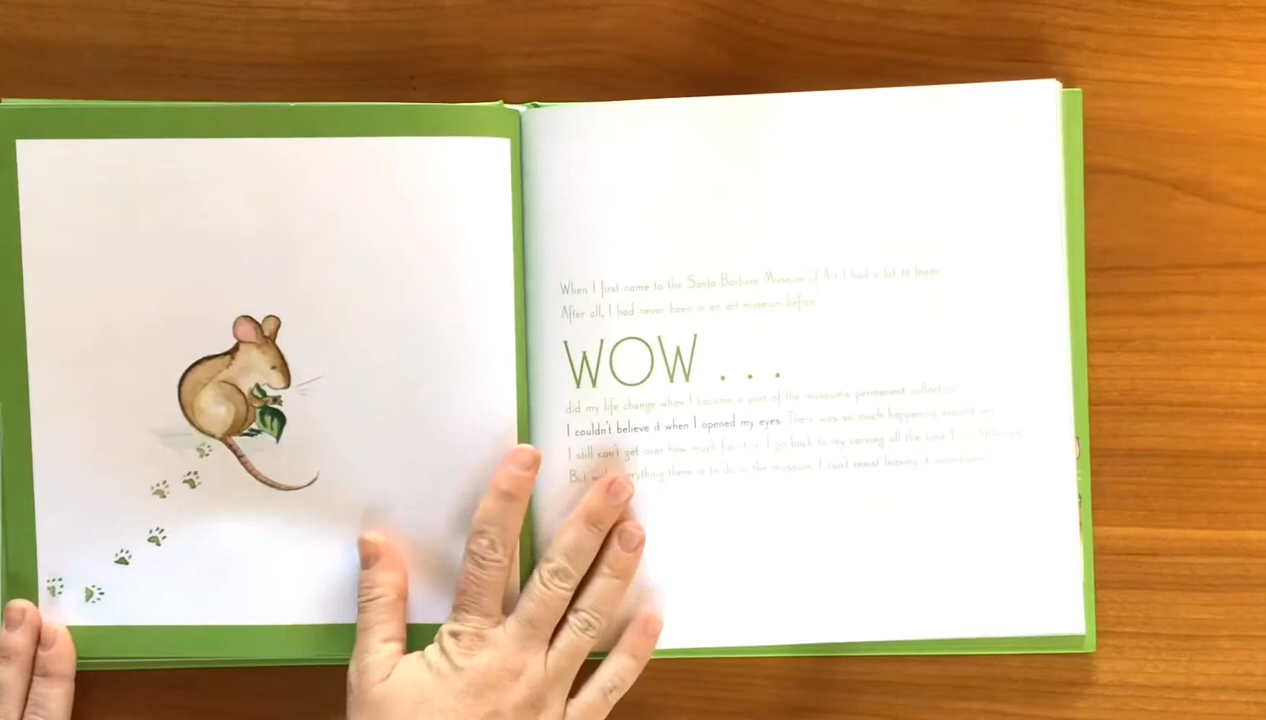 When I first came to the Santa Barbara Museum of Art I had a lot to learn.
After all, I had never been in an art museum before.
WOW . . .
did my life change when I became a part of the museum's permanent collection!
I couldn't believe it when I opened my eyes. There was so much happening around me.
I still can't get over how much fun it is. I go back to my carving all the time
But with everything there is to do in the museum, I can't resist leaving it